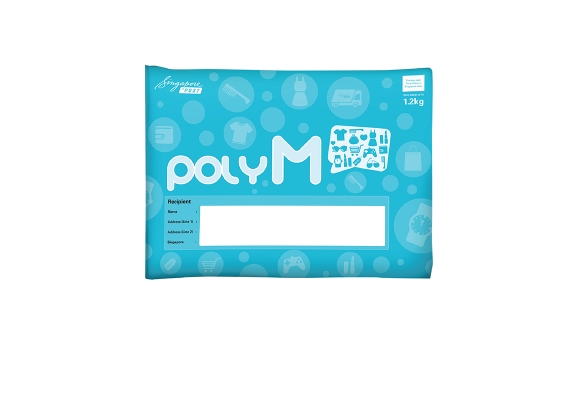 Singapore
POST
1.2kg
polyM
Recipient
Name :
Address (Line 1) :
Address (Line 2) :
Singapore